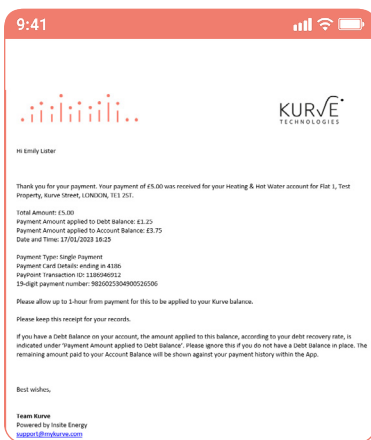 9:41
KURVE
TECHNOLOGIES
Hi Emily Lister
Thank you for your payment. Your payment of £5.00 was received for your Heating & Hot Water account for Flat 1, Test
Property, Kurve Street, LONDON, TE1 2ST.
Total Amount: £5.00
Payment Amount applied to Debt Balance: £1.25
Payment Amount applied to Account Balance: £3.75
Date and Time: 17/01/2023 16:25
Payment Type: Single Payment
Payment Card Details: ending in 4186
PayPoint Transaction ID: 1186946912
19-digit payment number: 9826025304900526506
Please allow up to 1-hour from payment for this to be applied to your Kurve balance.
Please keep this receipt for your records.
If you have a Debt Balance on your account, the amount applied to this balance, according to your debt recovery rate, is
indicated under 'Payment Amount applied to Debt Balance'. Please ignore this if you do not have a Debt Balance in place. The
remaining amount paid to your Account Balance will be shown against your payment history within the App.
Best wishes,
Team Kurve
Powered by Insite Energy
support@mykurve.com